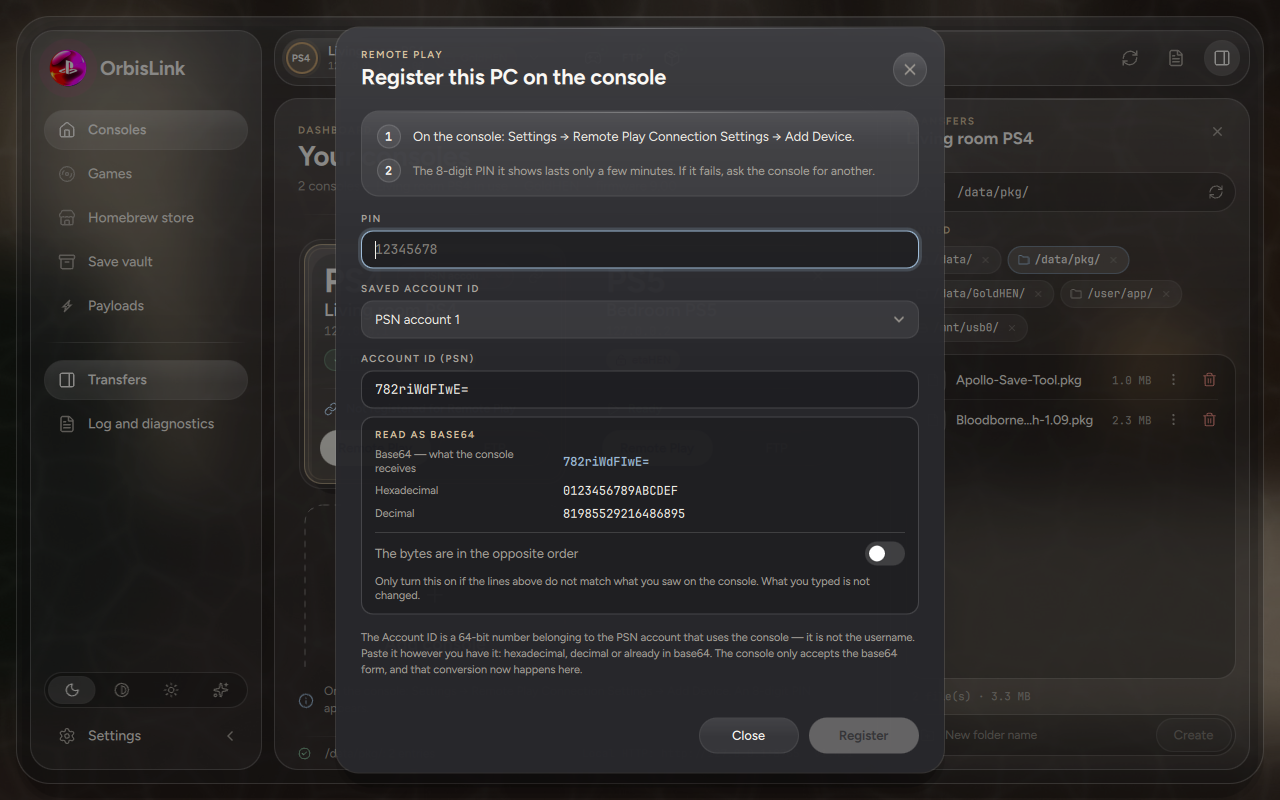 OrbisLink
Consoles
Games
Homebrew store
Save vault
Payloads
Transfers
Log and diagnostics
Settings
PS4
REMOTE PLAY
Register this PC on the console
1 On the console: Settings → Remote Play Connection Settings → Add Device.
2 The 8-digit PIN it shows lasts only a few minutes. If it fails, ask the console for another.
PIN
12345678
SAVED ACCOUNT ID
PSN account 1
ACCOUNT ID (PSN)
782riWdFIwE=
READ AS BASE64
Base64 — what the console
receives
782riWdFIwE=
Hexadecimal 0123456789ABCDEF
Decimal 81985529216486895
The bytes are in the opposite order
Only turn this on if the lines above do not match what you saw on the console. What you typed is not
changed.
The Account ID is a 64-bit number belonging to the PSN account that uses the console — it is not the username.
Paste it however you have it: hexadecimal, decimal or already in base64. The console only accepts the base64
form, and that conversion now happens here.
Close
Register
room PS4
/data/pkg/
/data/pkg/
/user/app/
Apollo-Save-Tool.pkg 1.0 MB
Bloodborne…h-1.09.pkg 2.3 MB
3.3 MB
New folder name
Create